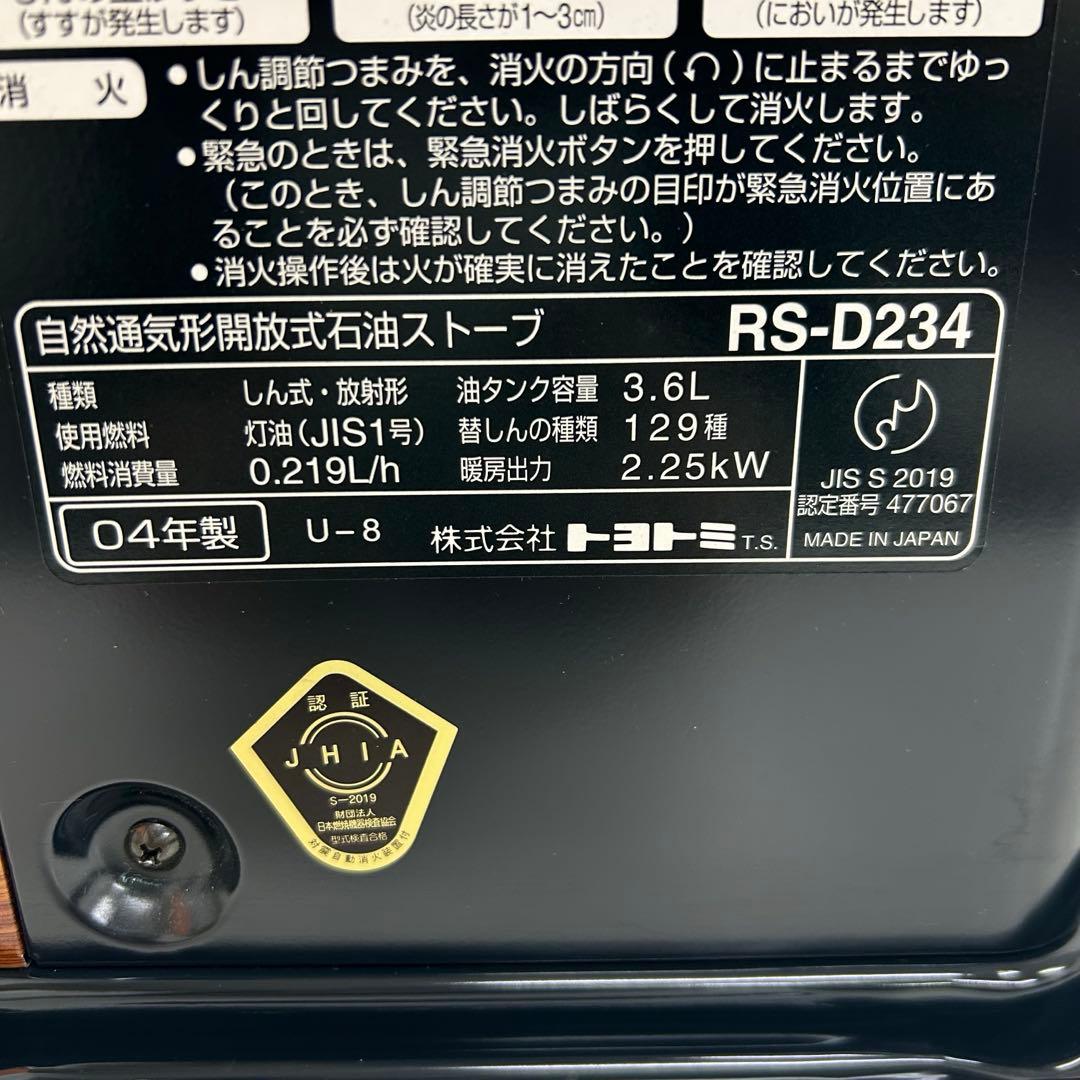 (すすが発生します)
(炎の長さが1〜3㎝)
(においが発生します)
消 火
●しん調節つまみを、消火の方向(↶)に止まるまでゆっ
くりと回してください。しばらくして消火します。
●緊急のときは、緊急消火ボタンを押してください。
(このとき、しん調節つまみの目印が緊急消火位置にあ
ることを必ず確認してください。)
●消火操作後は火が確実に消えたことを確認してください。
自然通気形開放式石油ストーブ RS-D234
種類 しん式・放射形 油タンク容量 3.6L
使用燃料 灯油(JIS1号) 替しんの種類 129種
燃料消費量 0.219L/h 暖房出力 2.25kW
JIS S 2019
認定番号 477067
04年製 U-8 株式会社 トヨトミ T.S.
MADE IN JAPAN
認 証
JHIA
S-2019
財団法人
日本燃焼機器検査協会
型式検査合格
対震自動消火装置付